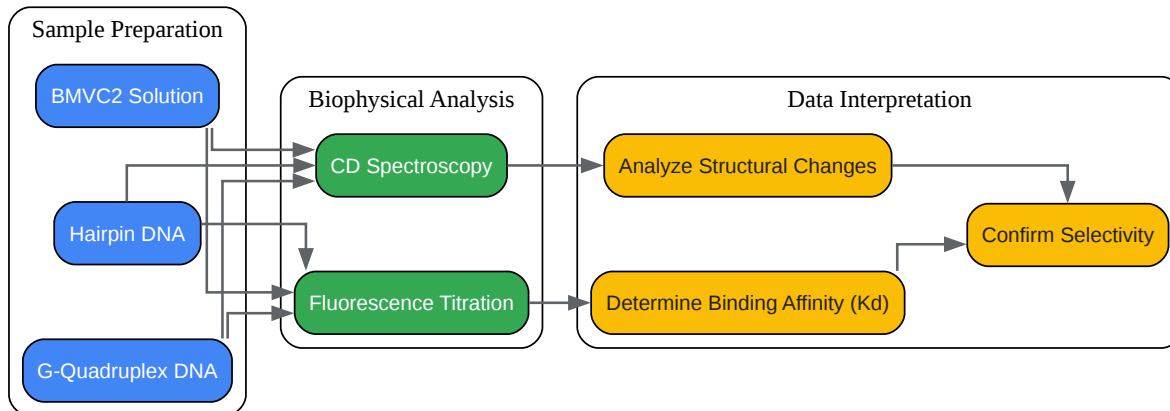 Sample Preparation
BMVC2 Solution
Hairpin DNA
G-Quadruplex DNA
Biophysical Analysis
CD Spectroscopy
Fluorescence Titration
Data Interpretation
Analyze Structural Changes
Determine Binding Affinity (Kd)
Confirm Selectivity